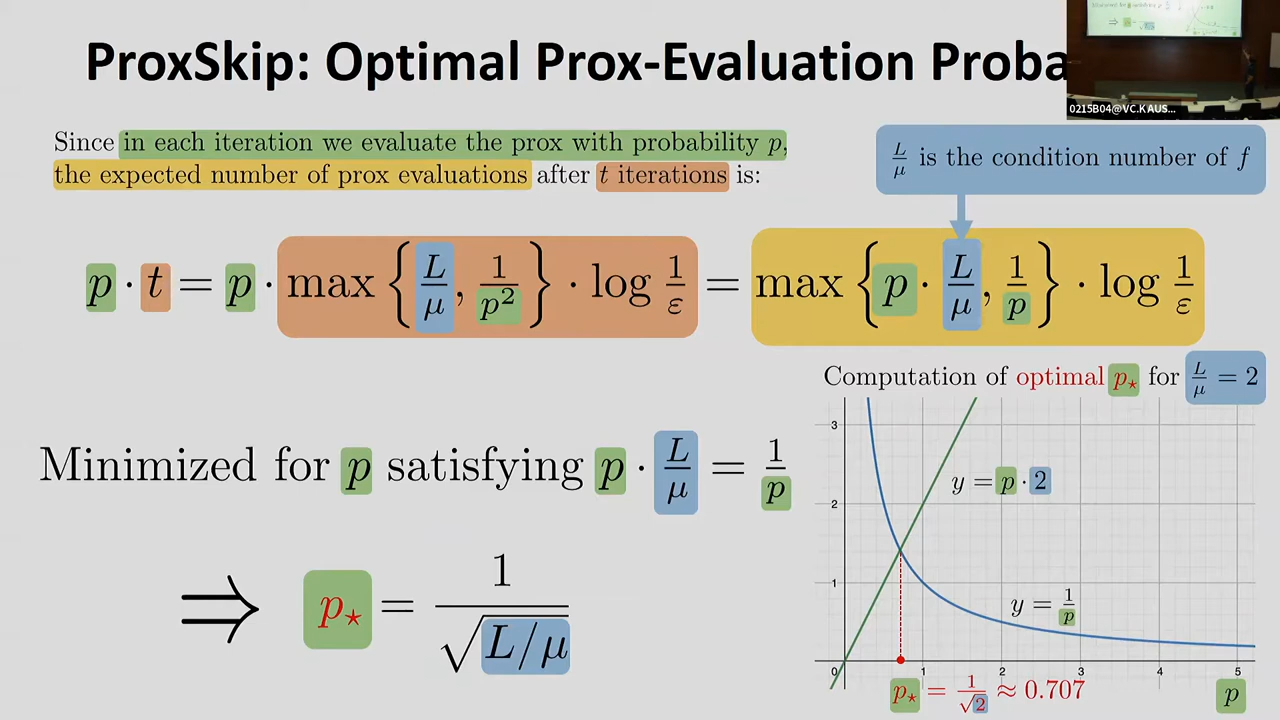 ProxSkip: Optimal Prox-Evaluation Proba
0215B04@VC.KAUS...
Since in each iteration we evaluate the prox with probability p,
the expected number of prox evaluations after t iterations is:
L/μ is the condition number of f
p · t = p · max { L/μ , 1/p² } · log 1/ε = max { p · L/μ , 1/p } · log 1/ε
Computation of optimal p⋆ for L/μ = 2
Minimized for p satisfying p · L/μ = 1/p
⇒ p⋆ = 1/√(L/μ)
3
2
1
0
1
2
3
4
5
y = p · 2
y = 1/p
p⋆ = 1/√2 ≈ 0.707
p